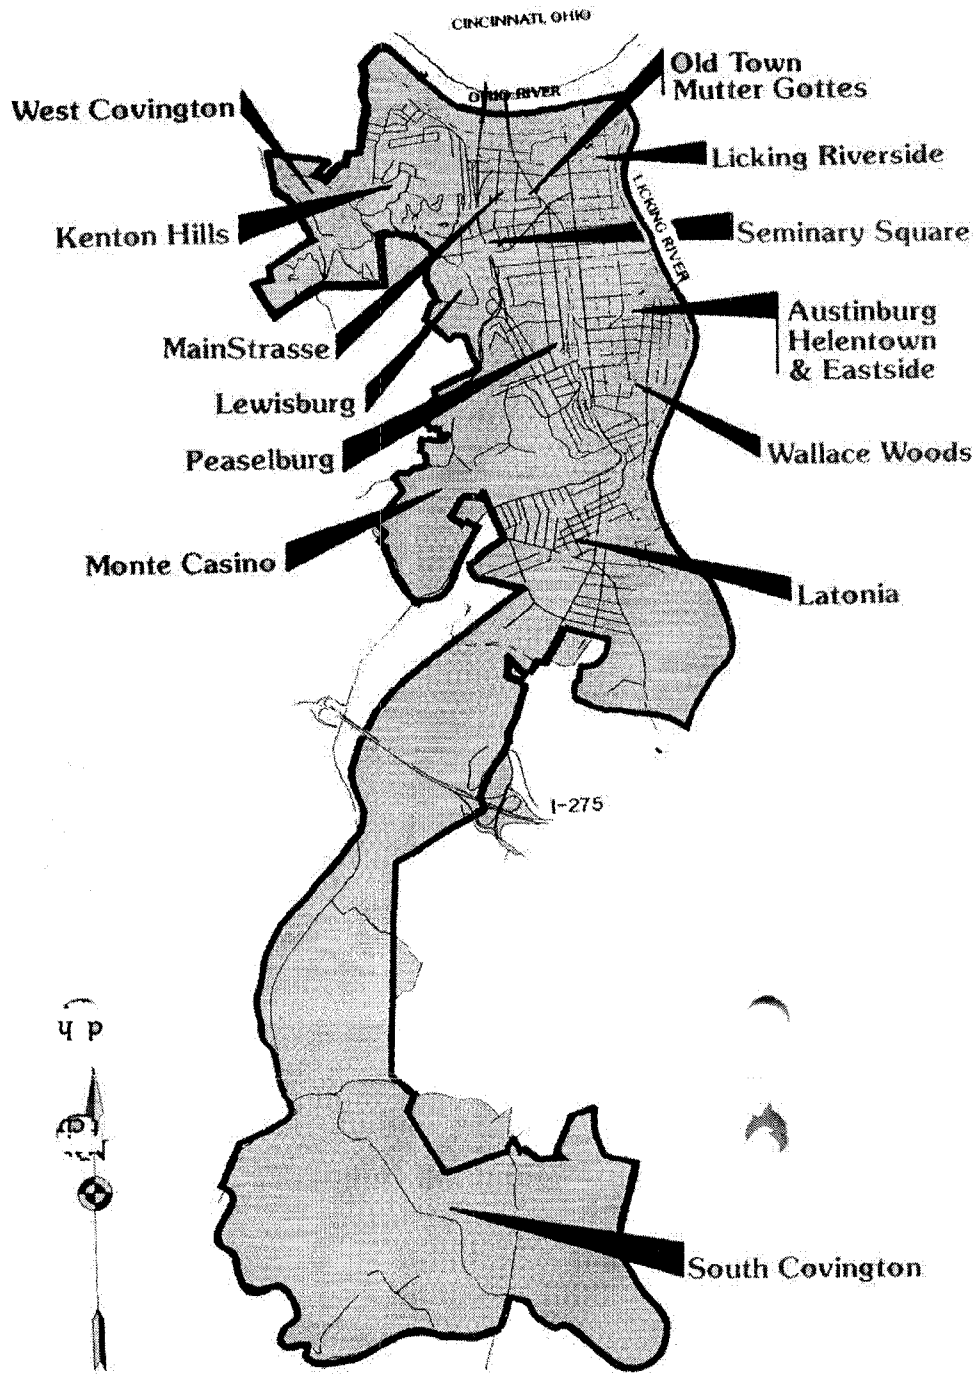 CINCINNATI, OHIO
OHIO RIVER
Old Town
Mutter Gottes
West Covington
Licking Riverside
LICKING RIVER
Kenton Hills
Seminary Square
Austinburg
Helentown
& Eastside
MainStrasse
Lewisburg
Peaselburg
Wallace Woods
Monte Casino
Latonia
I-275
South Covington